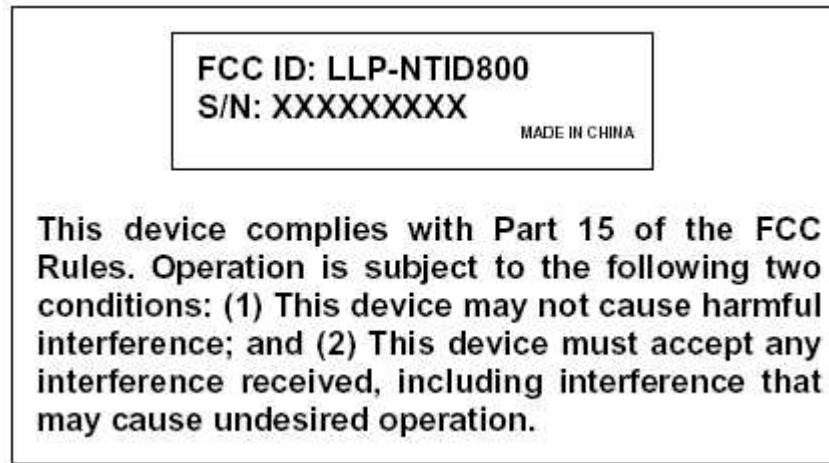 FCC ID: LLP-NTID800
S/N: XXXXXXXXX
MADE IN CHINA
This device complies with Part 15 of the FCC
Rules. Operation is subject to the following two
conditions: (1) This device may not cause harmful
interference; and (2) This device must accept any
interference received, including interference that
may cause undesired operation.